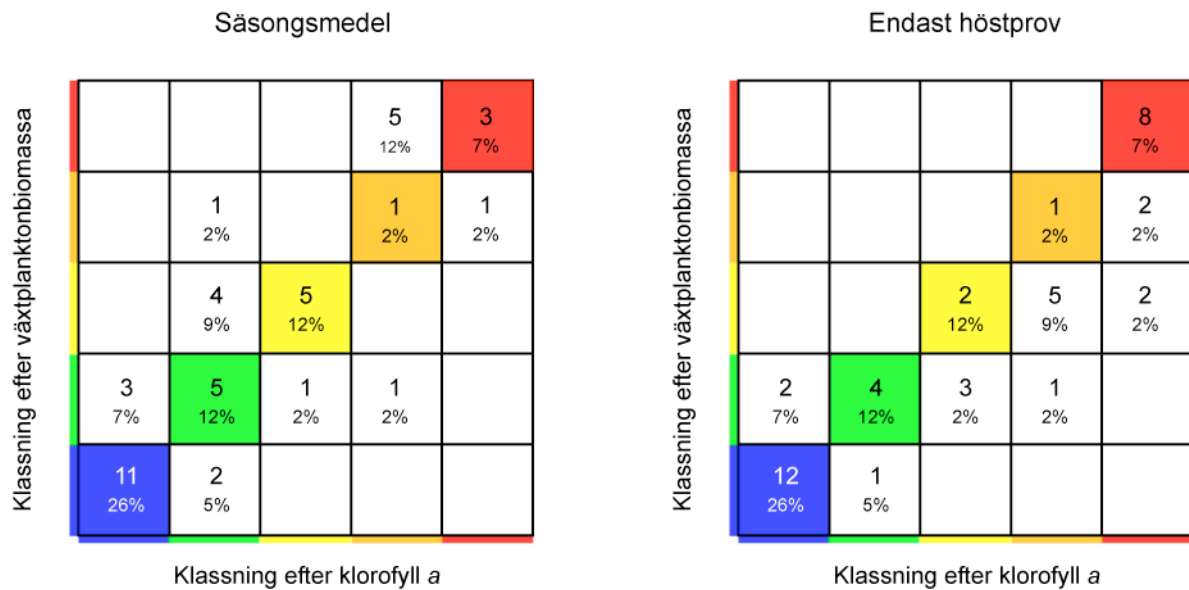 Säsongsmedel
Klassning efter växtplanktonbiomassa
5 3
12% 7%
1 1 1
2% 2% 2%
4 5
9% 12%
3 5 1 1
7% 12% 2% 2%
11 2
26% 5%
Klassning efter klorofyll a
Endast höstprov
Klassning efter växtplanktonbiomassa
8
7%
1 2
2% 2%
2 5 2
12% 9% 2%
2 4 3 1
7% 12% 2% 2%
12 1
26% 5%
Klassning efter klorofyll a